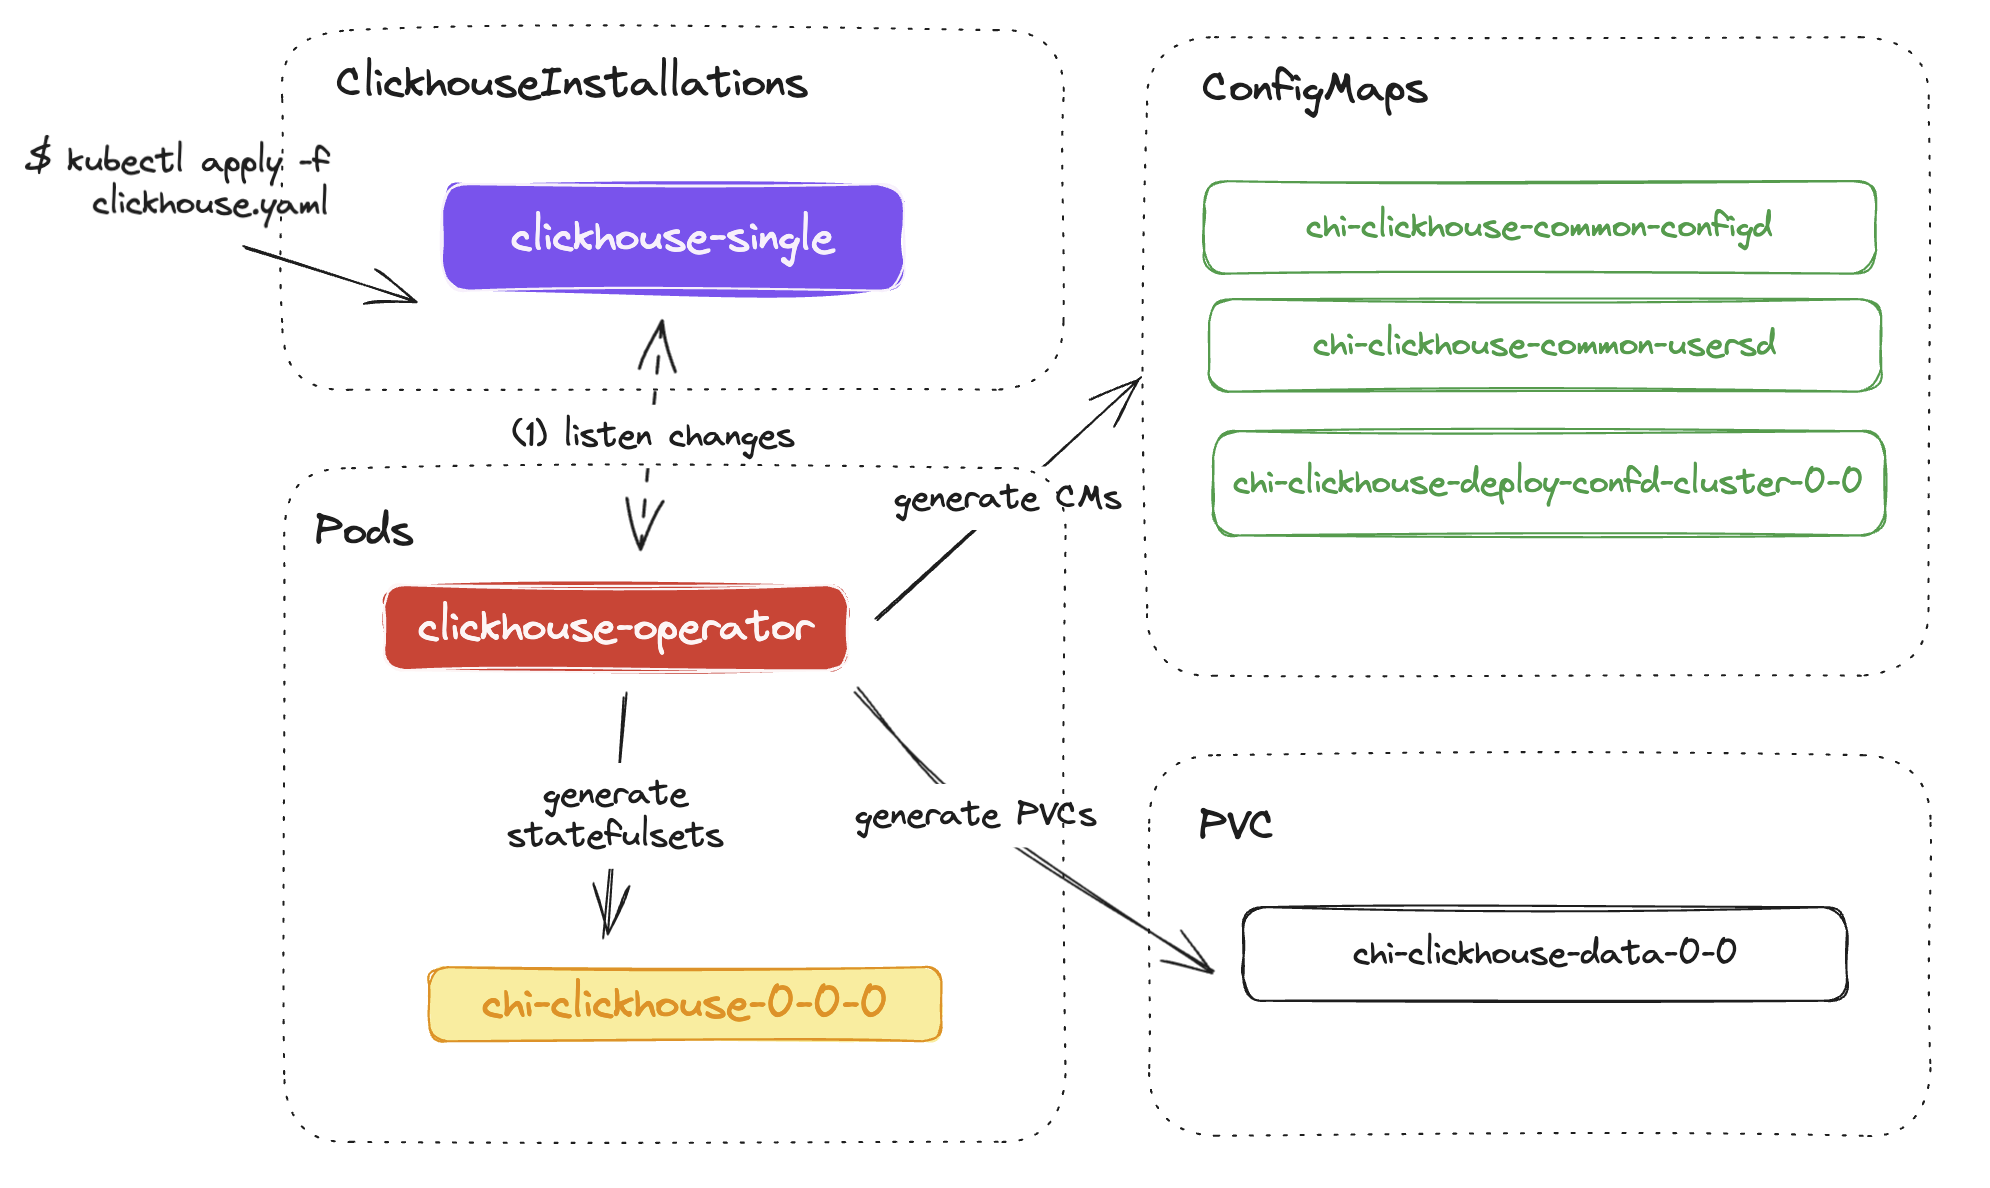 ClickhouseInstallations
$ kubectl apply -f
clickhouse.yaml
clickhouse-single
(1) listen changes
Pods
clickhouse-operator
generate
statefulsets
chi-clickhouse-0-0-0
generate CMs
ConfigMaps
chi-clickhouse-common-configd
chi-clickhouse-common-usersd
chi-clickhouse-deploy-confd-cluster-0-0
generate PVCs
PVC
chi-clickhouse-data-0-0